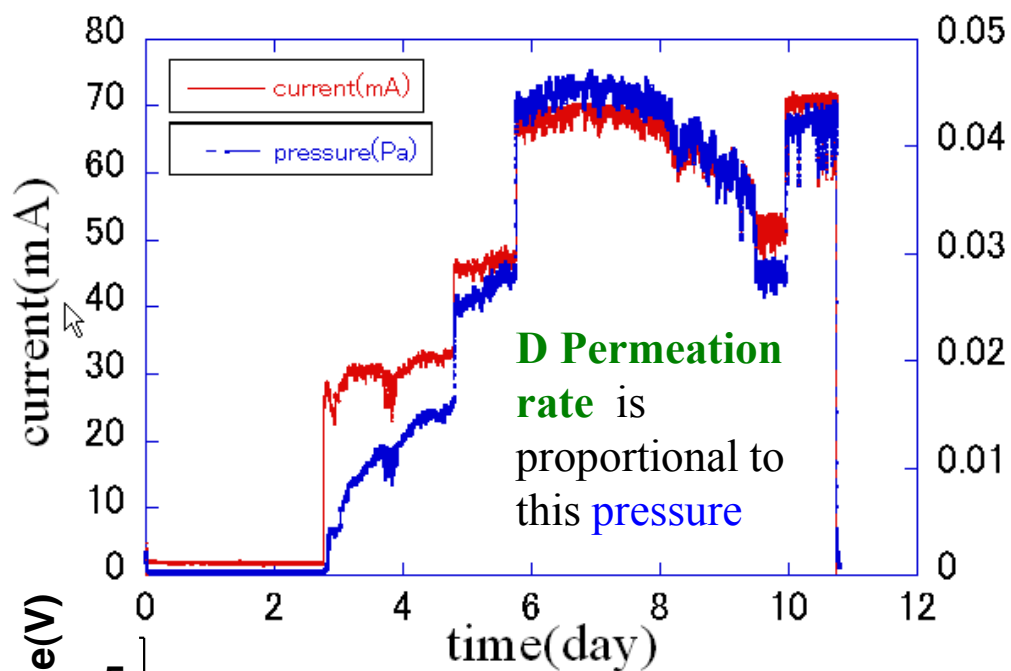 80
70
60
50
40
30
20
10
0
current(mA)
0.05
0.04
0.03
0.02
0.01
0
current(mA)
pressure(Pa)
D Permeation
rate is
proportional to
this pressure
0 2 4 6 8 10 12
time(day)
e(V)